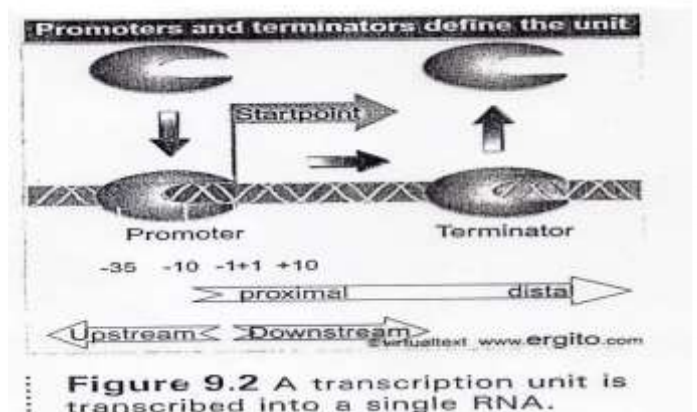 Promoters and terminators define the unit
Startpoint
Promoter Terminator
-35 -10 -1+1 +10
proximal distal
Upstream Downstream
©virtualtext www.ergito.com
Figure 9.2 A transcription unit is
transcribed into a single RNA.